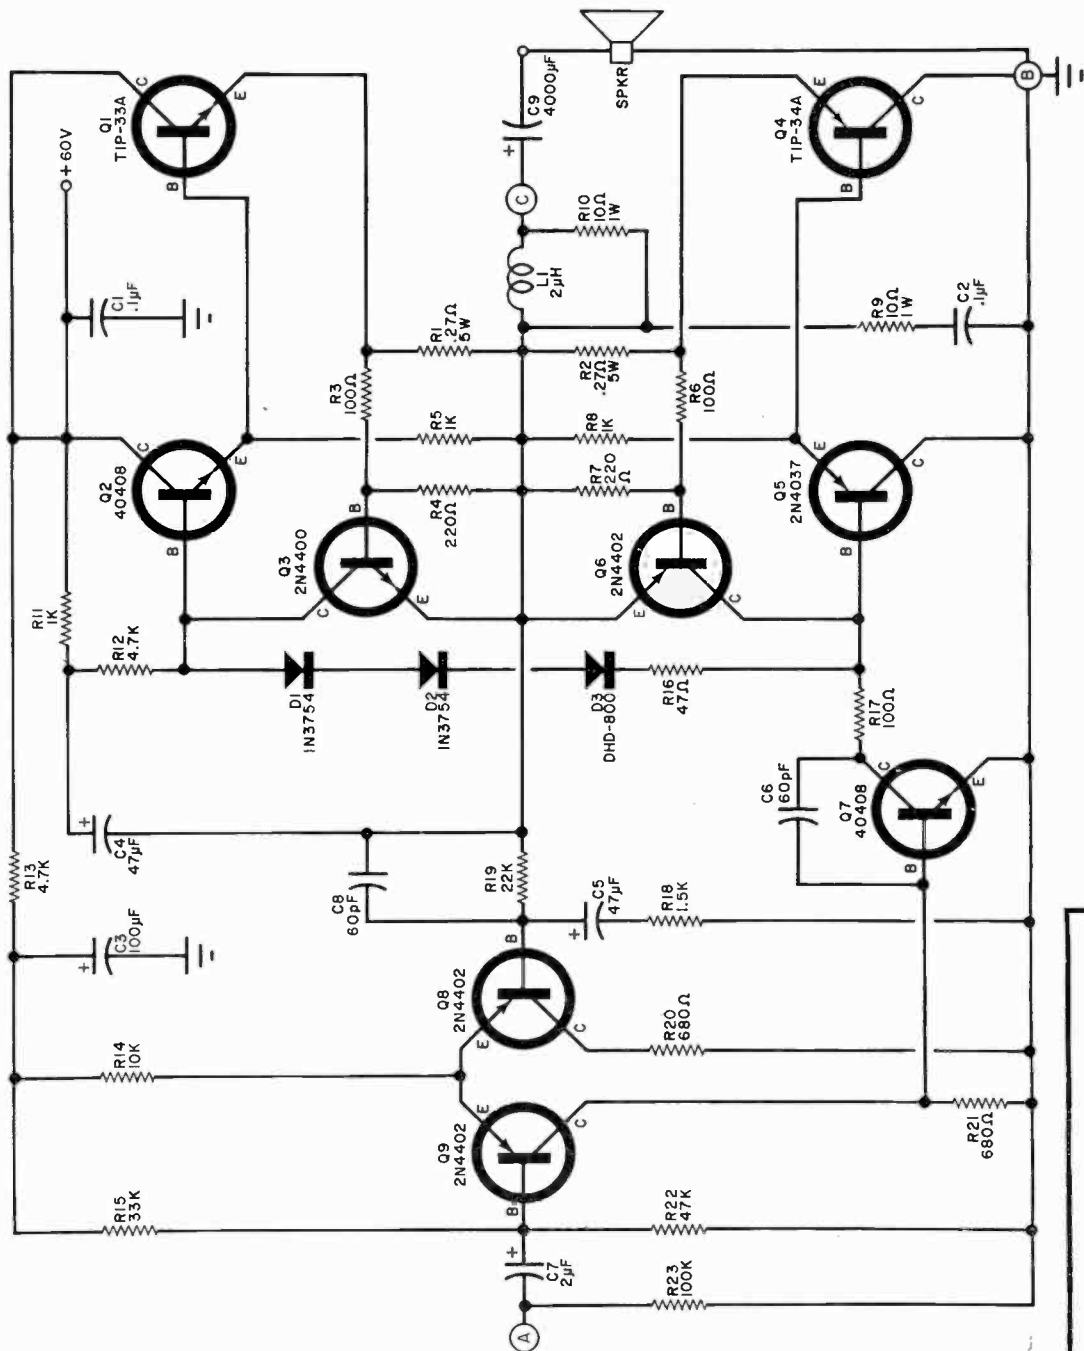 C
Q1
TIP-33A
E
B
+60V
C1
.1µF
C
Q2
40408
E
B
R11
1K
R12
4.7K
R13
4.7K
+
C4
47µF
+
C3
100µF
R14
10K
R15
33K
SPKR
C9
4000µF
+
C
R10
10Ω
1W
L1
2µH
R1
.27Ω
5W
R2
.27Ω
5W
R3
100Ω
R6
100Ω
R5
1K
R8
1K
R4
220Ω
R7
220
Ω
B
Q3
2N4400
C
E
B
Q6
2N4402
E
C
D1
1N3754
D2
1N3754
D3
DHD-800
R16
47Ω
C8
60pF
R19
22K
+
C5
47µF
R18
1.5K
B
Q8
2N4402
E
C
R20
680Ω
E
Q9
2N4402
C
B
+
C7
2µF
A
R22
47K
R23
100K
E
Q4
TIP-34A
C
B
B
R9
10Ω
1W
C2
.1µF
E
Q5
2N4037
C
B
R17
100Ω
C6
60pF
C
Q7
40408
E
B
R21
680Ω